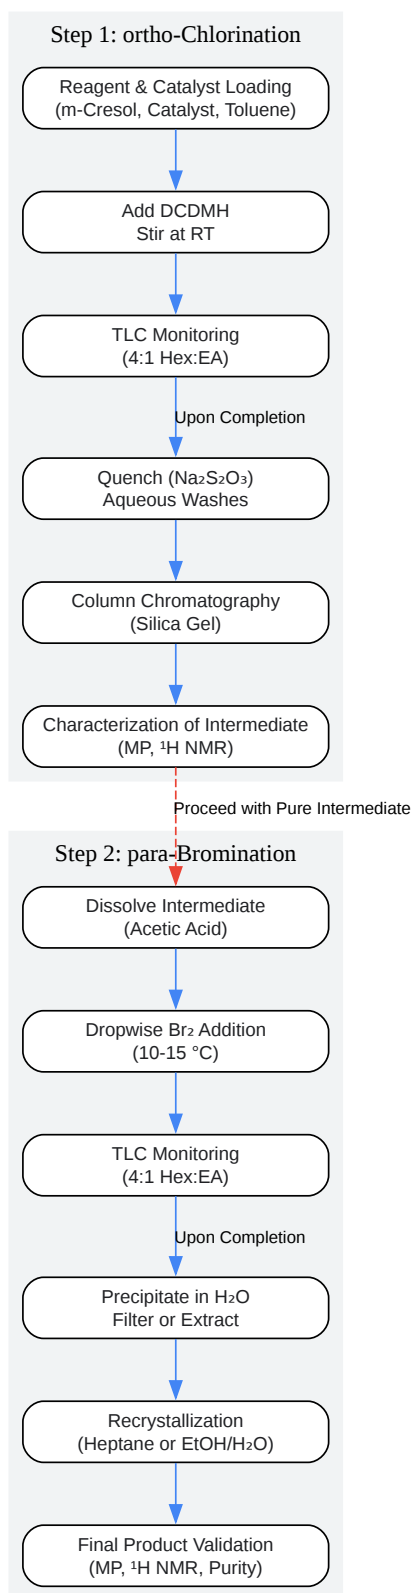 Step 1: ortho-Chlorination
Reagent & Catalyst Loading
(m-Cresol, Catalyst, Toluene)
Add DCDMH
Stir at RT
TLC Monitoring
(4:1 Hex:EA)
Upon Completion
Quench (Na₂S₂O₃)
Aqueous Washes
Column Chromatography
(Silica Gel)
Characterization of Intermediate
(MP, ¹H NMR)
Proceed with Pure Intermediate
Step 2: para-Bromination
Dissolve Intermediate
(Acetic Acid)
Dropwise Br₂ Addition
(10-15 °C)
TLC Monitoring
(4:1 Hex:EA)
Upon Completion
Precipitate in H₂O
Filter or Extract
Recrystallization
(Heptane or EtOH/H₂O)
Final Product Validation
(MP, ¹H NMR, Purity)